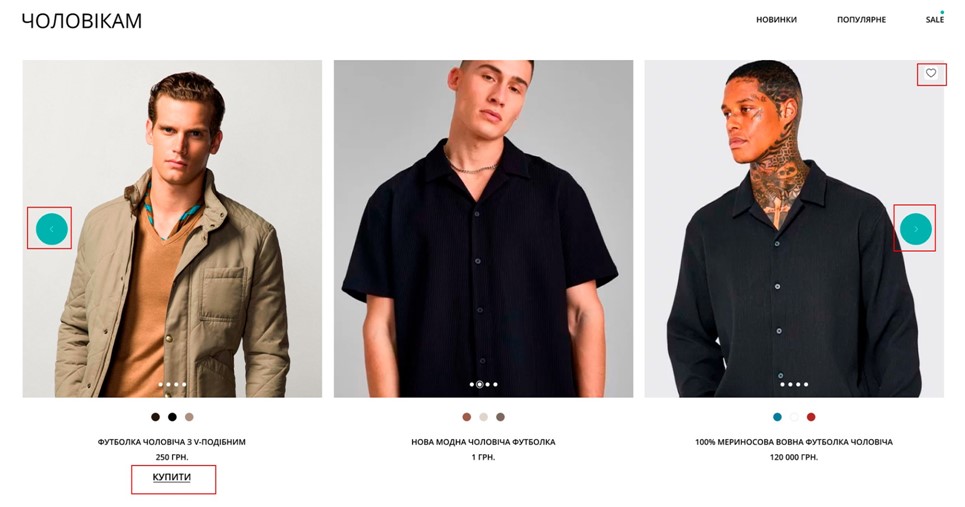 ЧОЛОВІКАМ
НОВИНКИ ПОПУЛЯРНЕ SALE
ФУТБОЛКА ЧОЛОВІЧА З V-ПОДІБНИМ
250 ГРН.
КУПИТИ
НОВА МОДНА ЧОЛОВІЧА ФУТБОЛКА
1 ГРН.
100% МЕРИНОСОВА ВОВНА ФУТБОЛКА ЧОЛОВІЧА
120 000 ГРН.